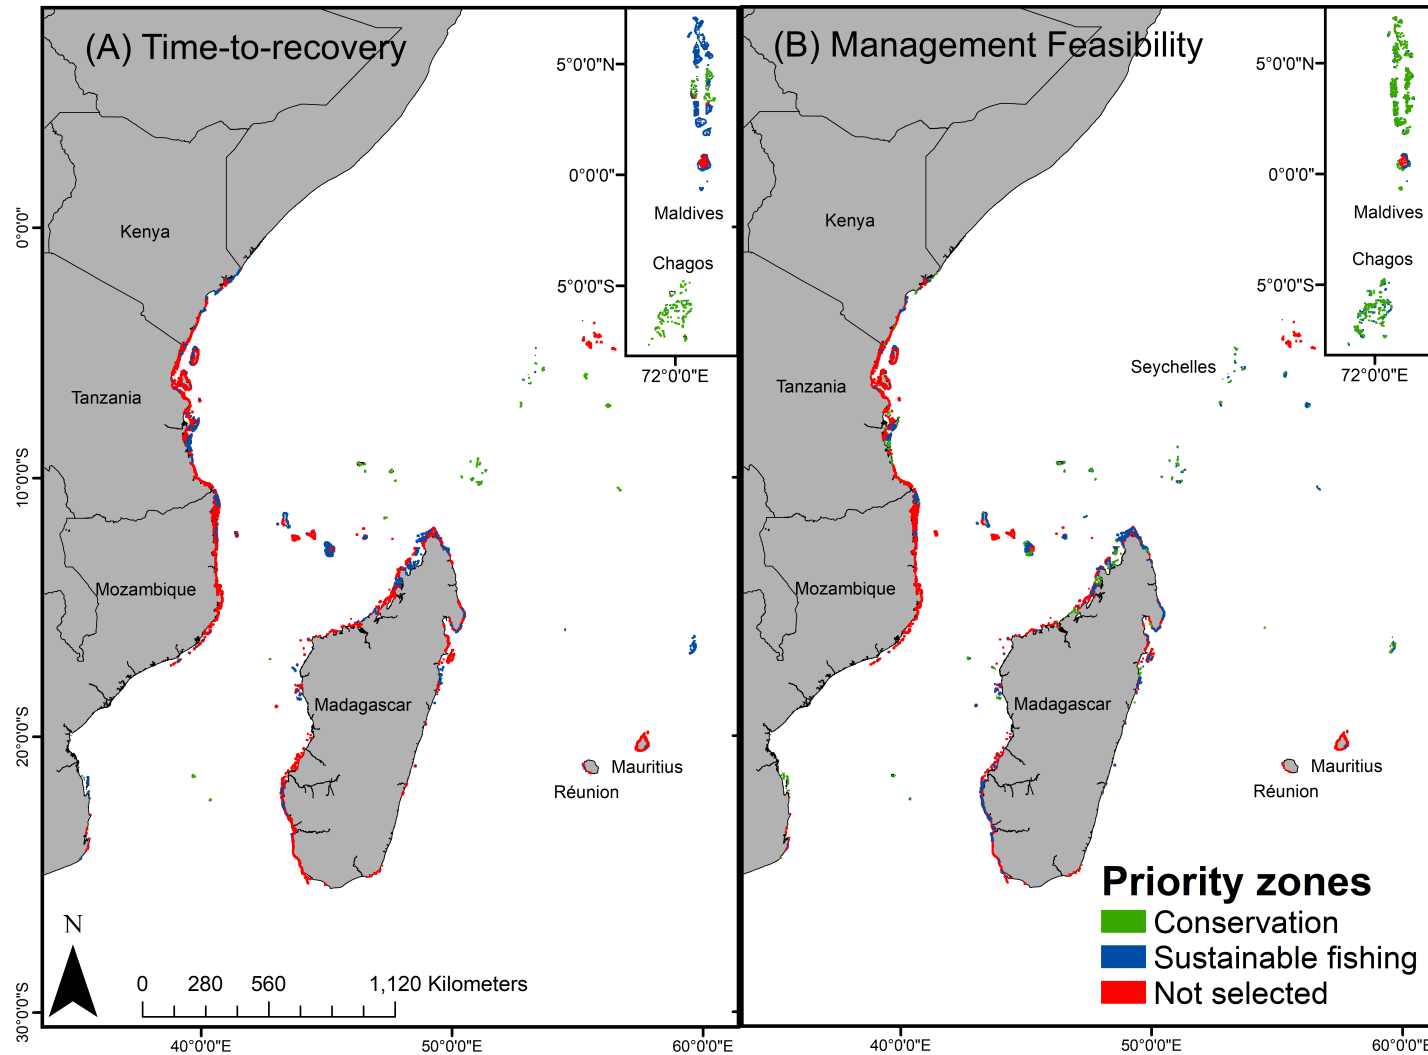 (A) Time-to-recovery
5°0'0"N
0°0'0"
Maldives
Chagos
5°0'0"S
72°0'0"E
Kenya
Tanzania
Mozambique
Madagascar
Mauritius
Réunion
0°0'0"
10°0'0"S
20°0'0"S
30°0'0"S
N
0 280 560 1,120 Kilometers
40°0'0"E 50°0'0"E 60°0'0"E
(B) Management Feasibility
5°0'0"N
0°0'0"
Maldives
Chagos
5°0'0"S
72°0'0"E
Kenya
Seychelles
Tanzania
Mozambique
Madagascar
Mauritius
Réunion
Priority zones
Conservation
Sustainable fishing
Not selected
40°0'0"E 50°0'0"E 60°0'0"E